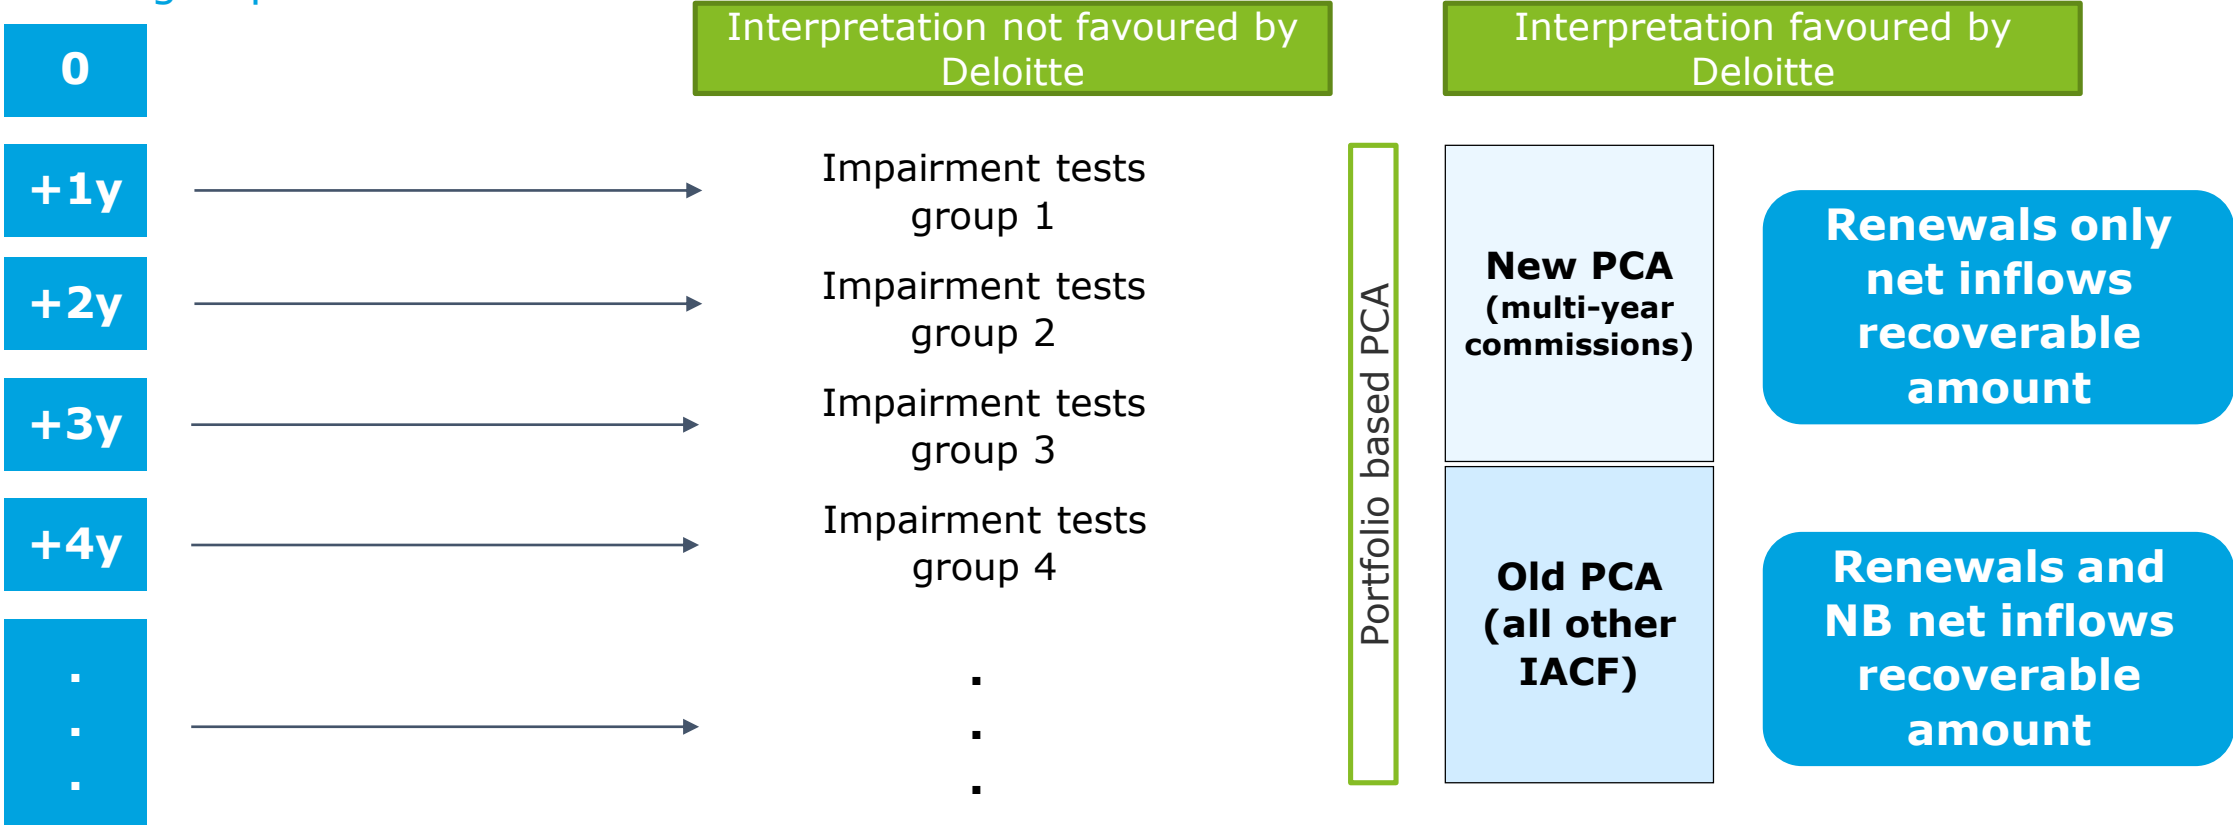 0
+1y
+2y
+3y
+4y
.
.
.
Interpretation not favoured by
Deloitte
Impairment tests
group 1
Impairment tests
group 2
Impairment tests
group 3
Impairment tests
group 4
.
.
.
Interpretation favoured by
Deloitte
Portfolio based PCA
New PCA
(multi-year
commissions)
Old PCA
(all other
IACF)
Renewals only
net inflows
recoverable
amount
Renewals and
NB net inflows
recoverable
amount